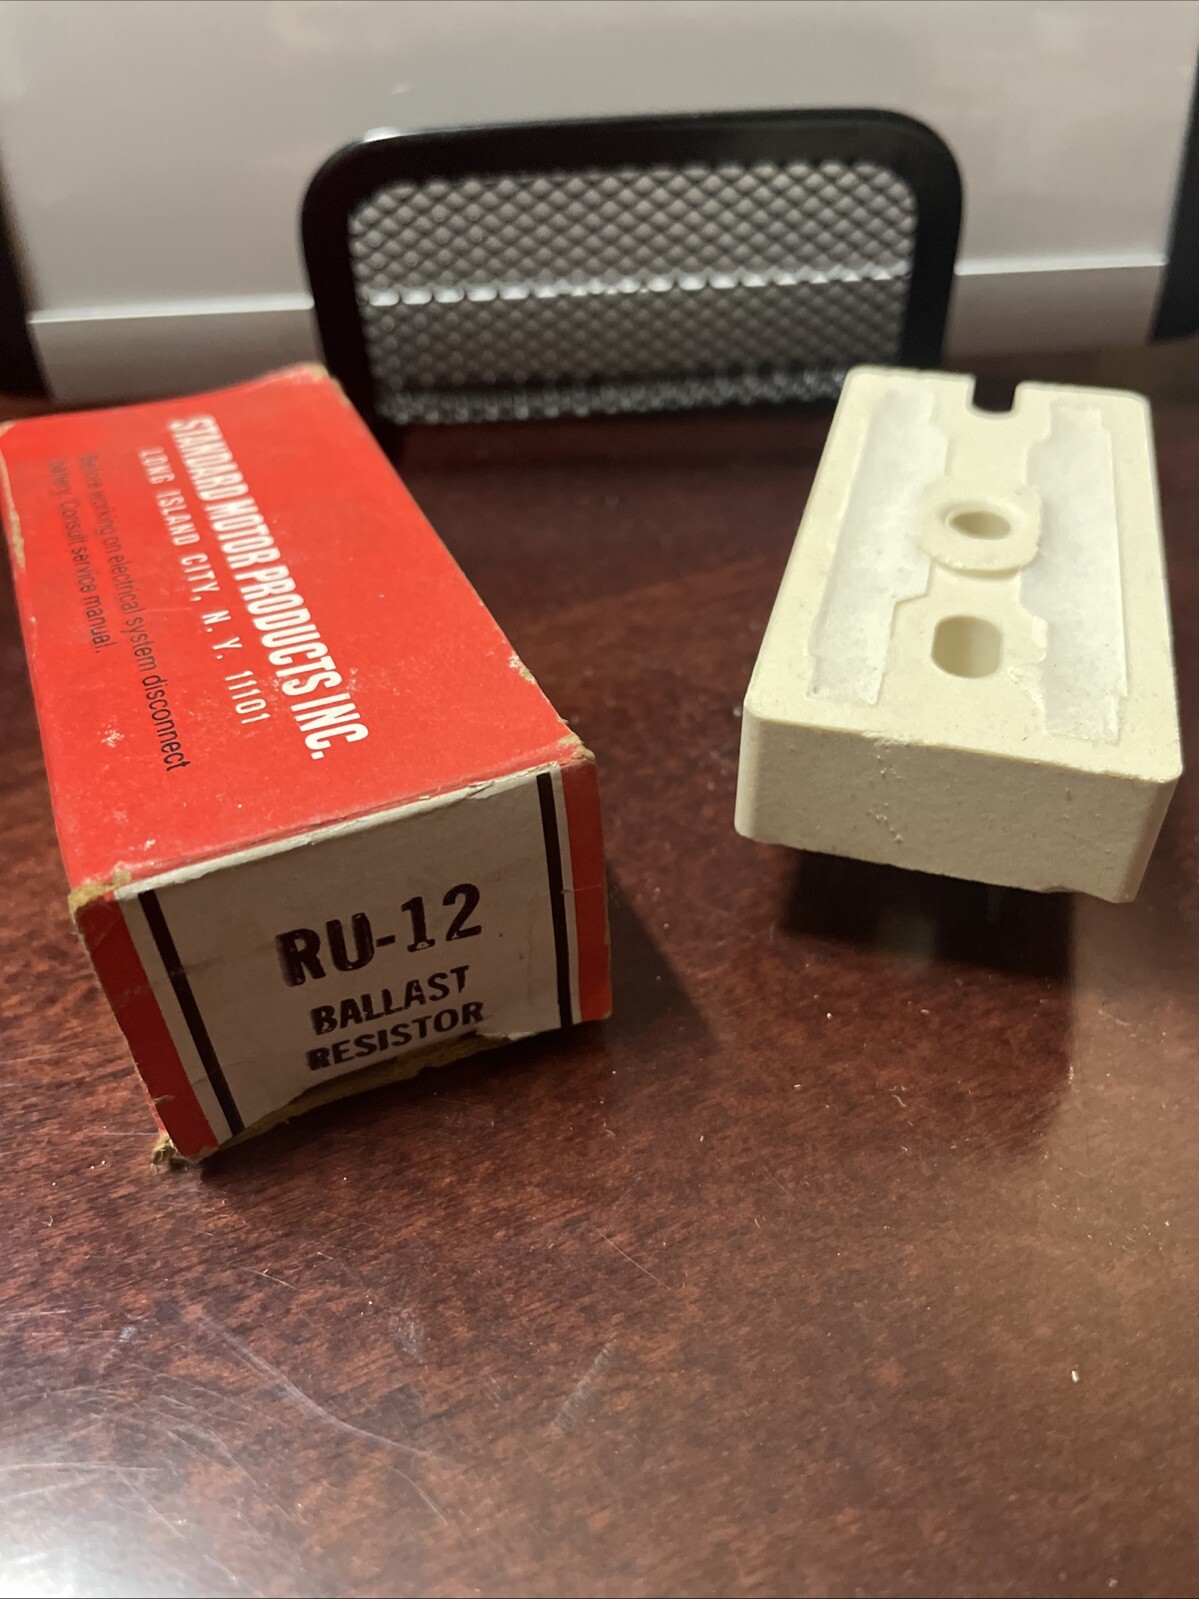 STANDARD MOTOR PRODUCTS INC.
LONG ISLAND CITY, N. Y. 11101
Before working on electrical system disconnect
battery. Consult service manual.
RU-12
BALLAST
RESISTOR